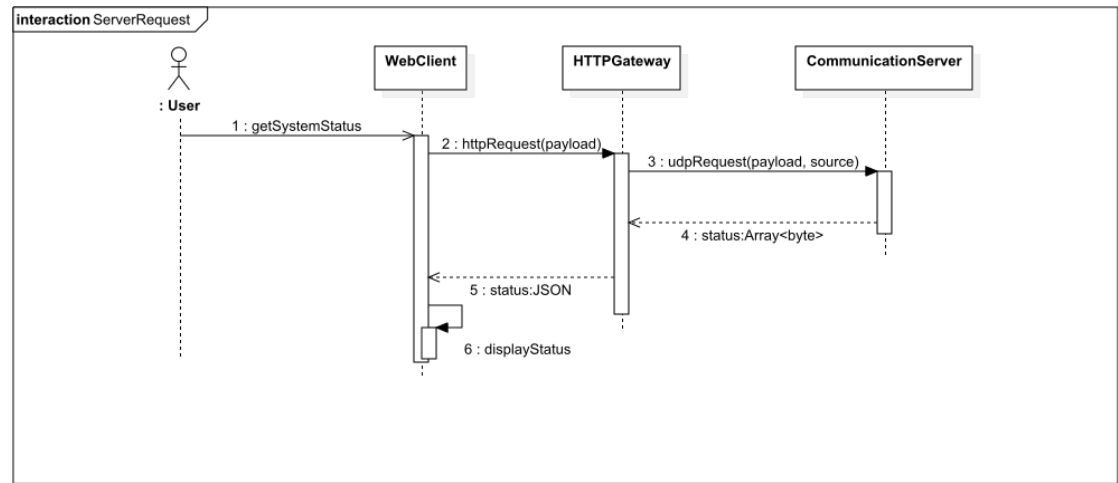 interaction ServerRequest
WebClient
HTTPGateway
CommunicationServer
: User
1 : getSystemStatus
2 : httpRequest(payload)
3 : udpRequest(payload, source)
4 : status:Array<byte>
5 : status:JSON
6 : displayStatus